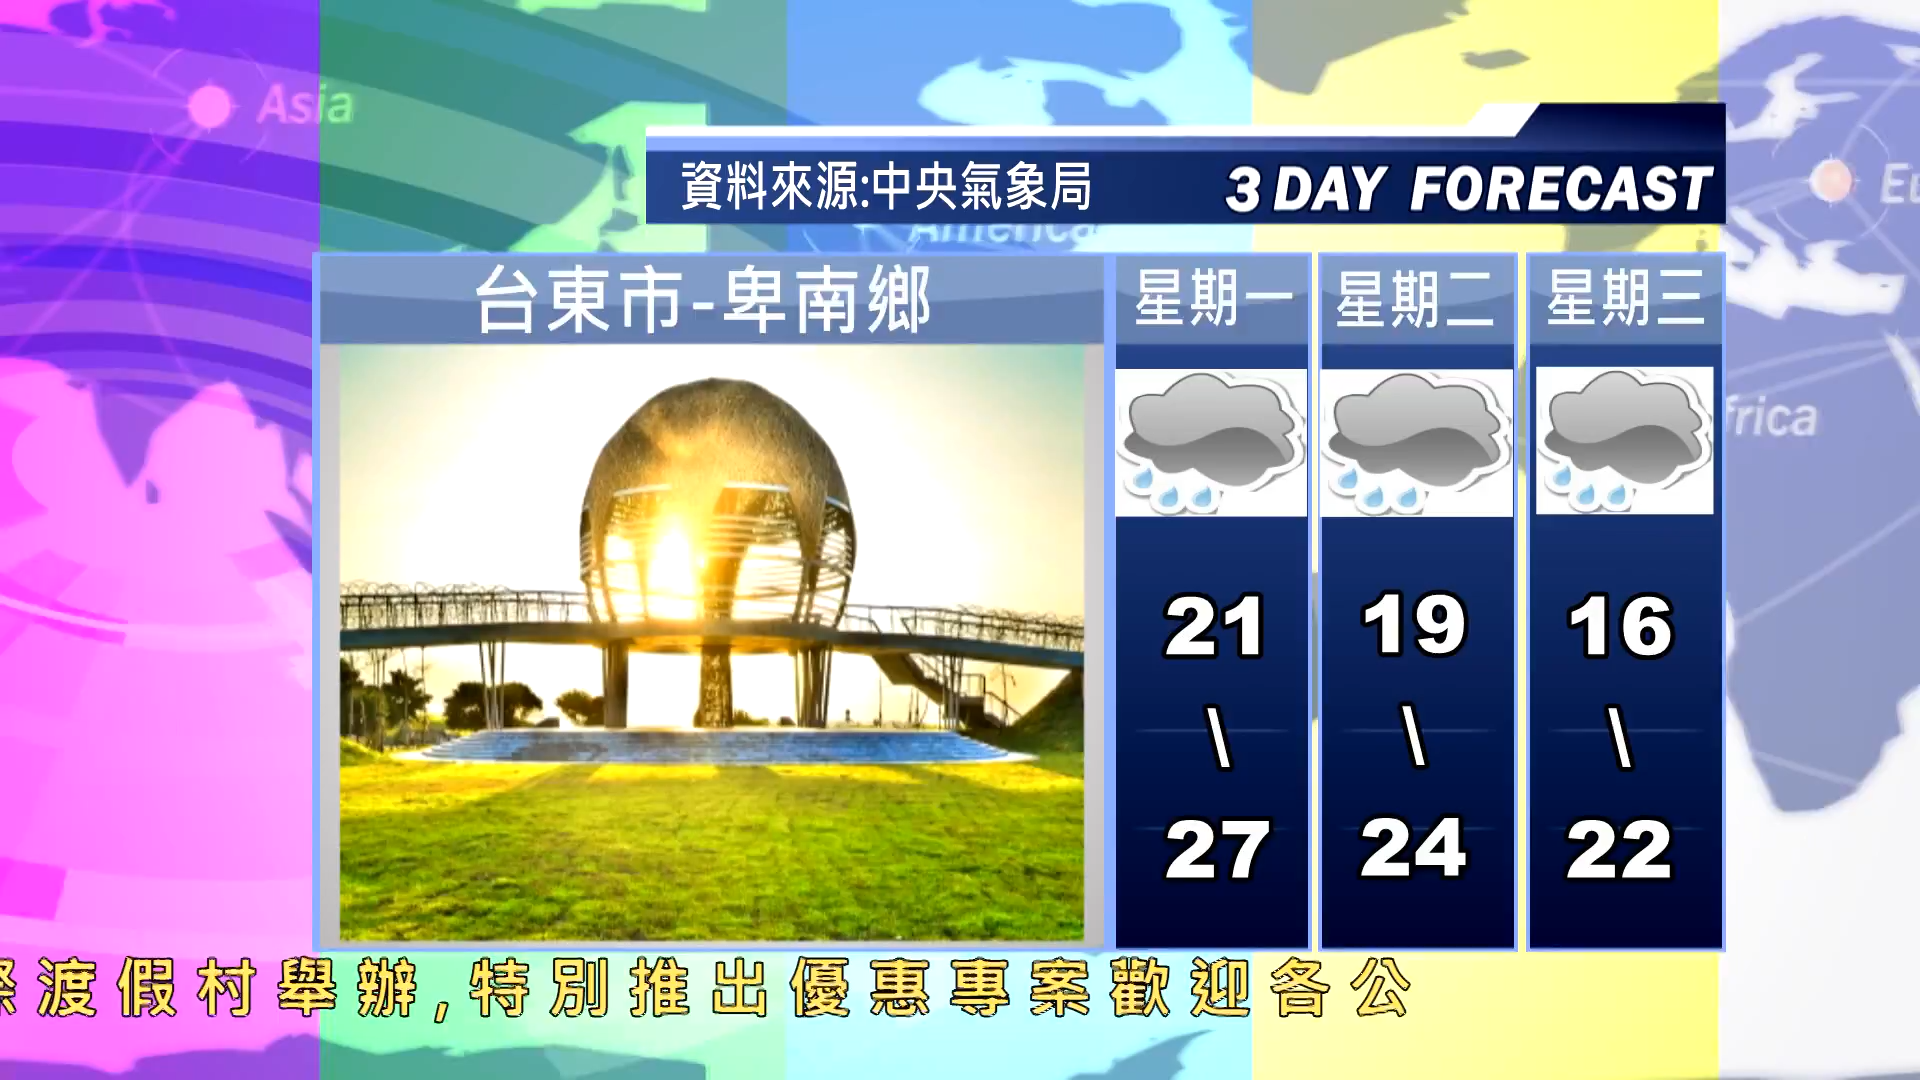 Asia
資料來源:中央氣象局
3 DAY FORECAST
America
台東市-卑南鄉
星期一
星期二
星期三
21
19
16
\
\
\
27
24
22
渡假村舉辦,特別推出優惠專案歡迎各公